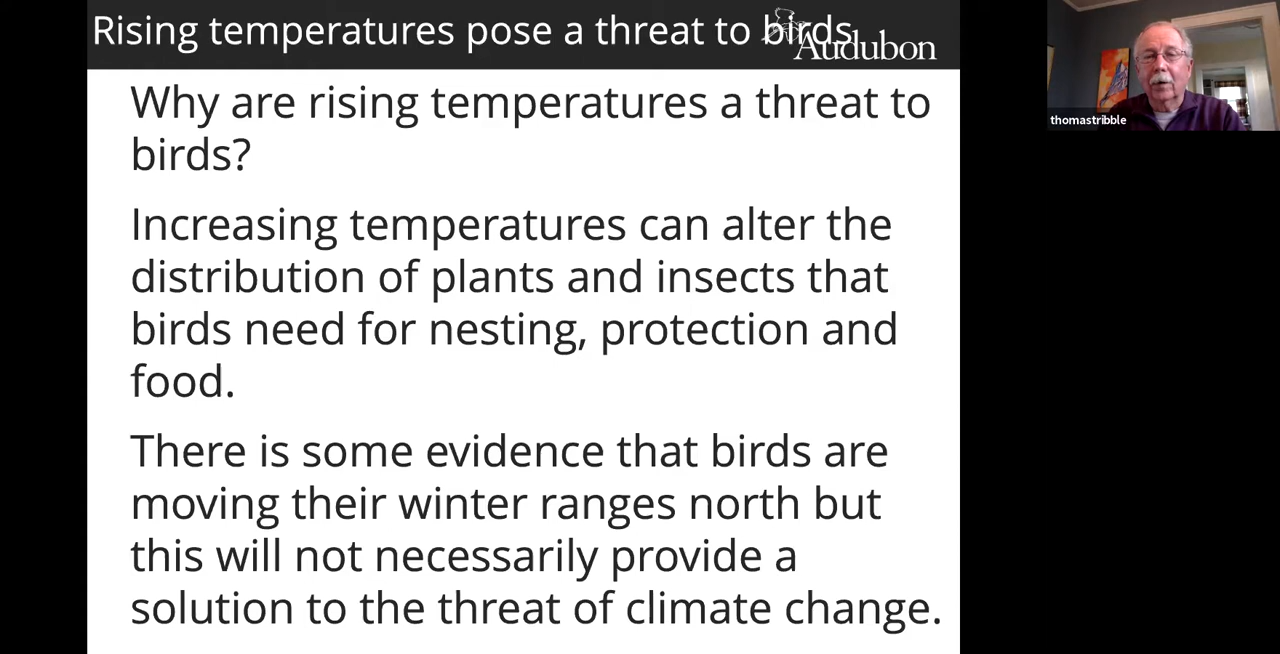 Rising temperatures pose a threat to birds
Audubon
Why are rising temperatures a threat to
birds?
Increasing temperatures can alter the
distribution of plants and insects that
birds need for nesting, protection and
food.
There is some evidence that birds are
moving their winter ranges north but
this will not necessarily provide a
solution to the threat of climate change.
thomastribble